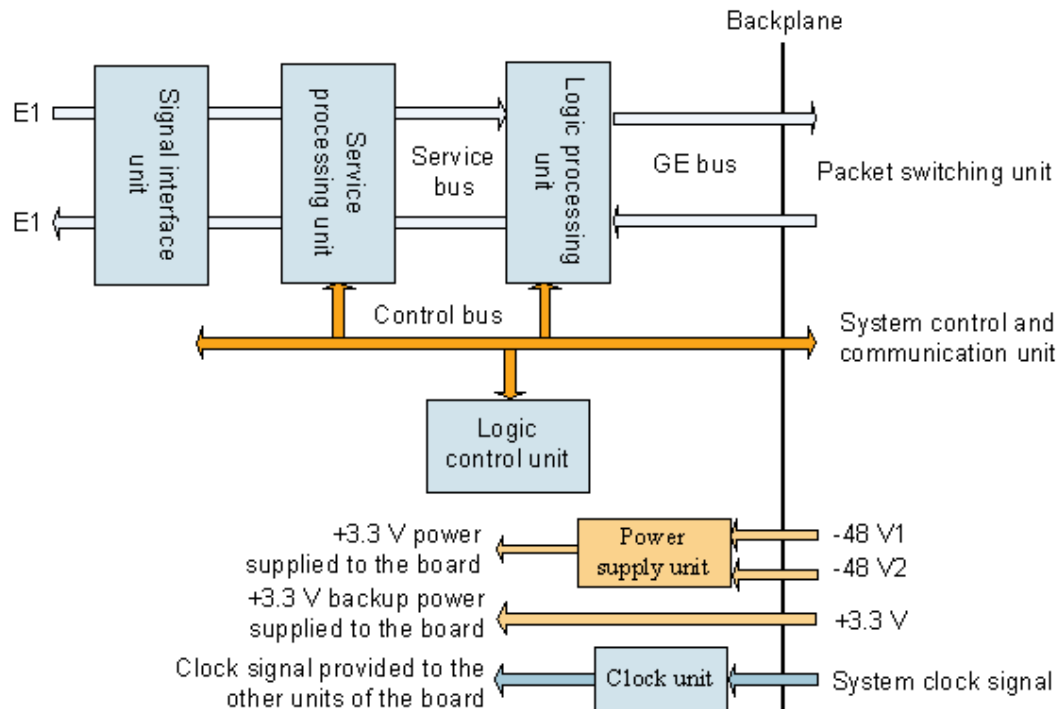 Backplane
E1
Signal interface
unit
Service
processing unit
Service
bus
Logic processing
unit
GE bus
Packet switching unit
E1
Control bus
System control and
communication unit
Logic
control unit
+3.3 V power
supplied to the board
Power
supply unit
-48 V1
-48 V2
+3.3 V backup power
supplied to the board
+3.3 V
Clock signal provided to the
other units of the board
Clock unit
System clock signal